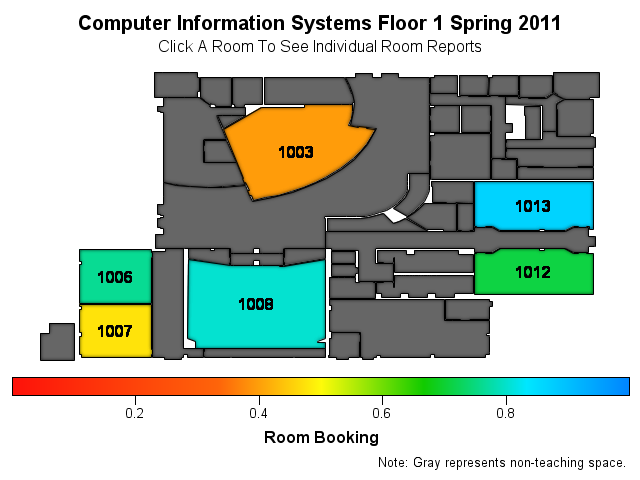 Computer Information Systems Floor 1 Spring 2011
Click A Room To See Individual Room Reports
1003
1013
1012
1006
1008
1007
0.2 0.4 0.6 0.8
Room Booking
Note: Gray represents non-teaching space.